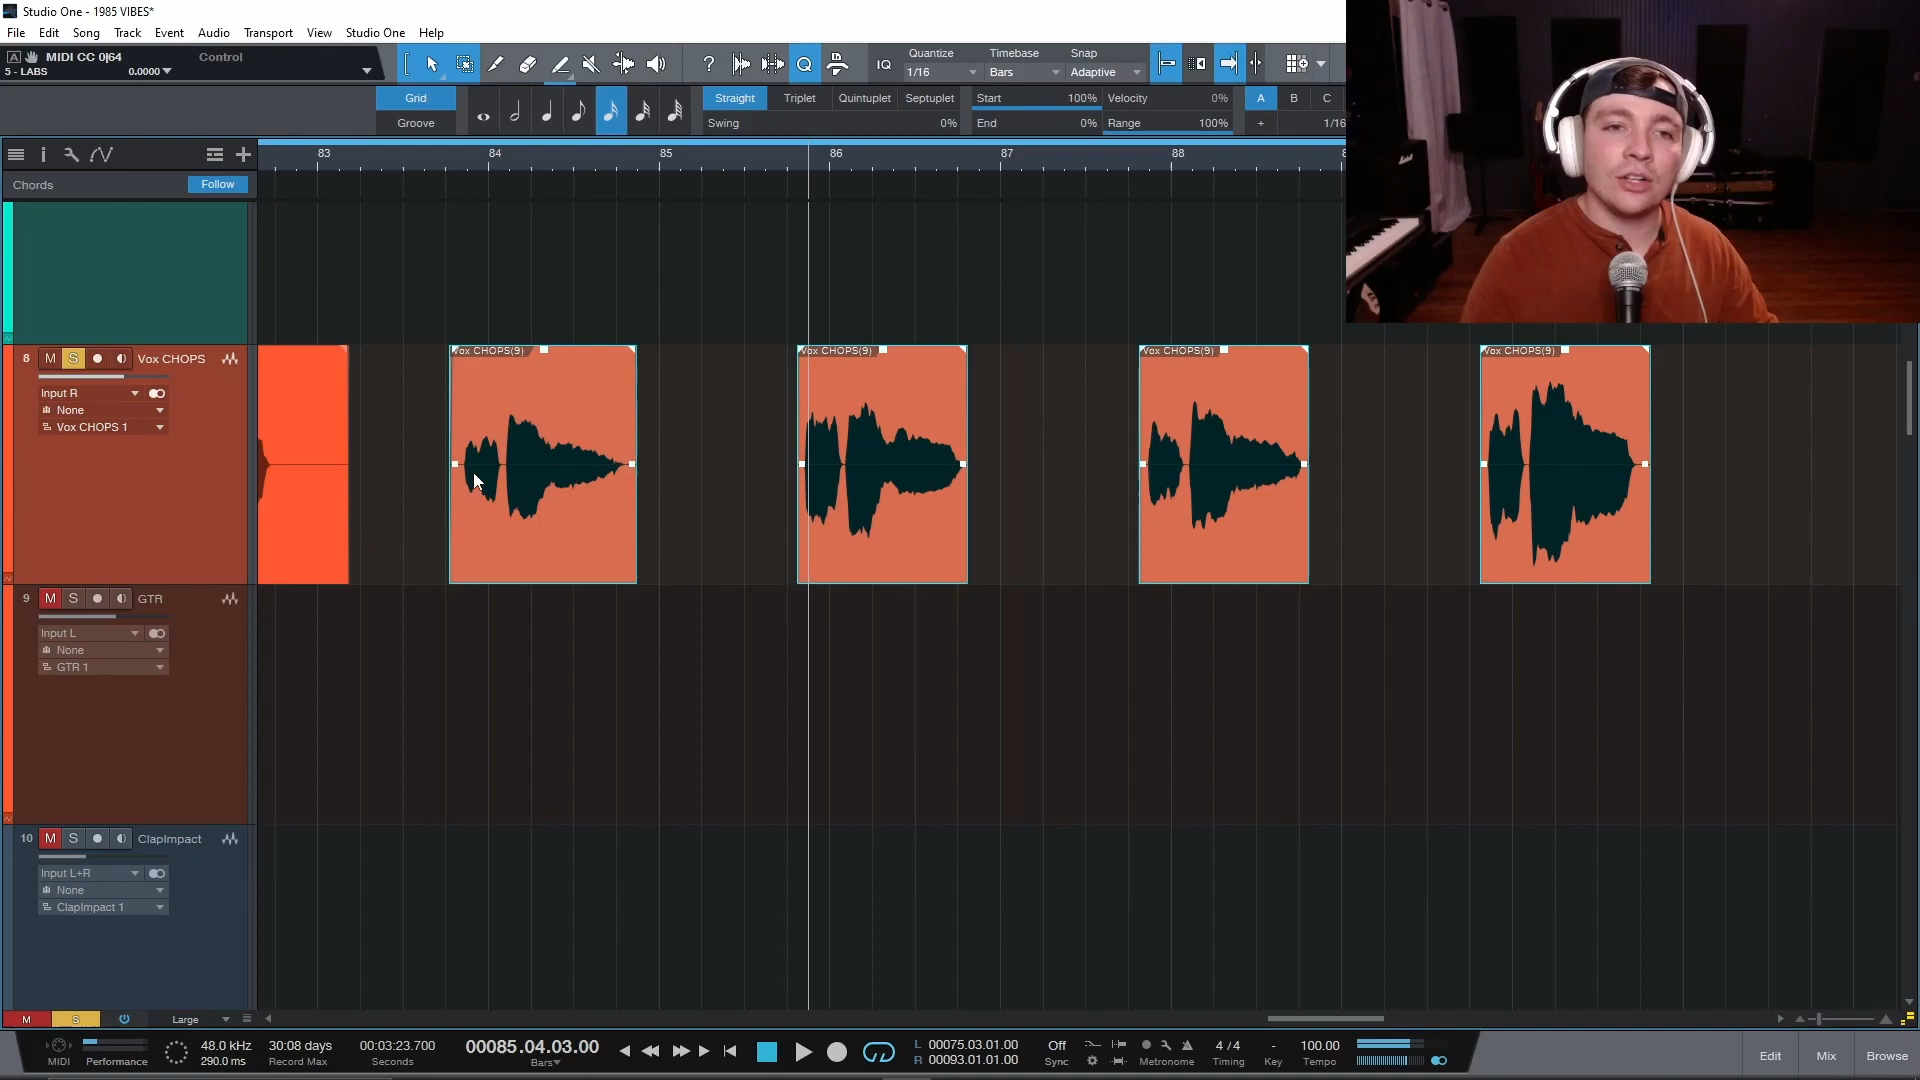 Studio One - 1985 VIBES*
File Edit Song Track Event Audio Transport View Studio One Help
A MIDI CC 0|64 Control
5 - LABS 0.0000
IQ Quantize Timebase Snap
1/16 Bars Adaptive
Grid Straight Triplet Quintuplet Septuplet Start 100% Velocity 0% A B C
Groove Swing 0% End 0% Range 100% + 1/16
83 84 85 86 87 88
Chords Follow
8 M S Vox CHOPS
Input R
None
Vox CHOPS 1
Vox CHOPS(9) Vox CHOPS(9) Vox CHOPS(9) Vox CHOPS(9)
9 M S GTR
Input L
None
GTR 1
10 M S ClapImpact
Input L+R
None
ClapImpact 1
M S Large
MIDI Performance
48.0 kHz
290.0 ms
30:08 days
Record Max
00:03:23.700
Seconds
00085.04.03.00
Bars
L 00075.03.01.00
R 00093.01.01.00
Off
Sync
Metronome
4 / 4
Timing
-
Key
100.00
Tempo
Edit Mix Browse